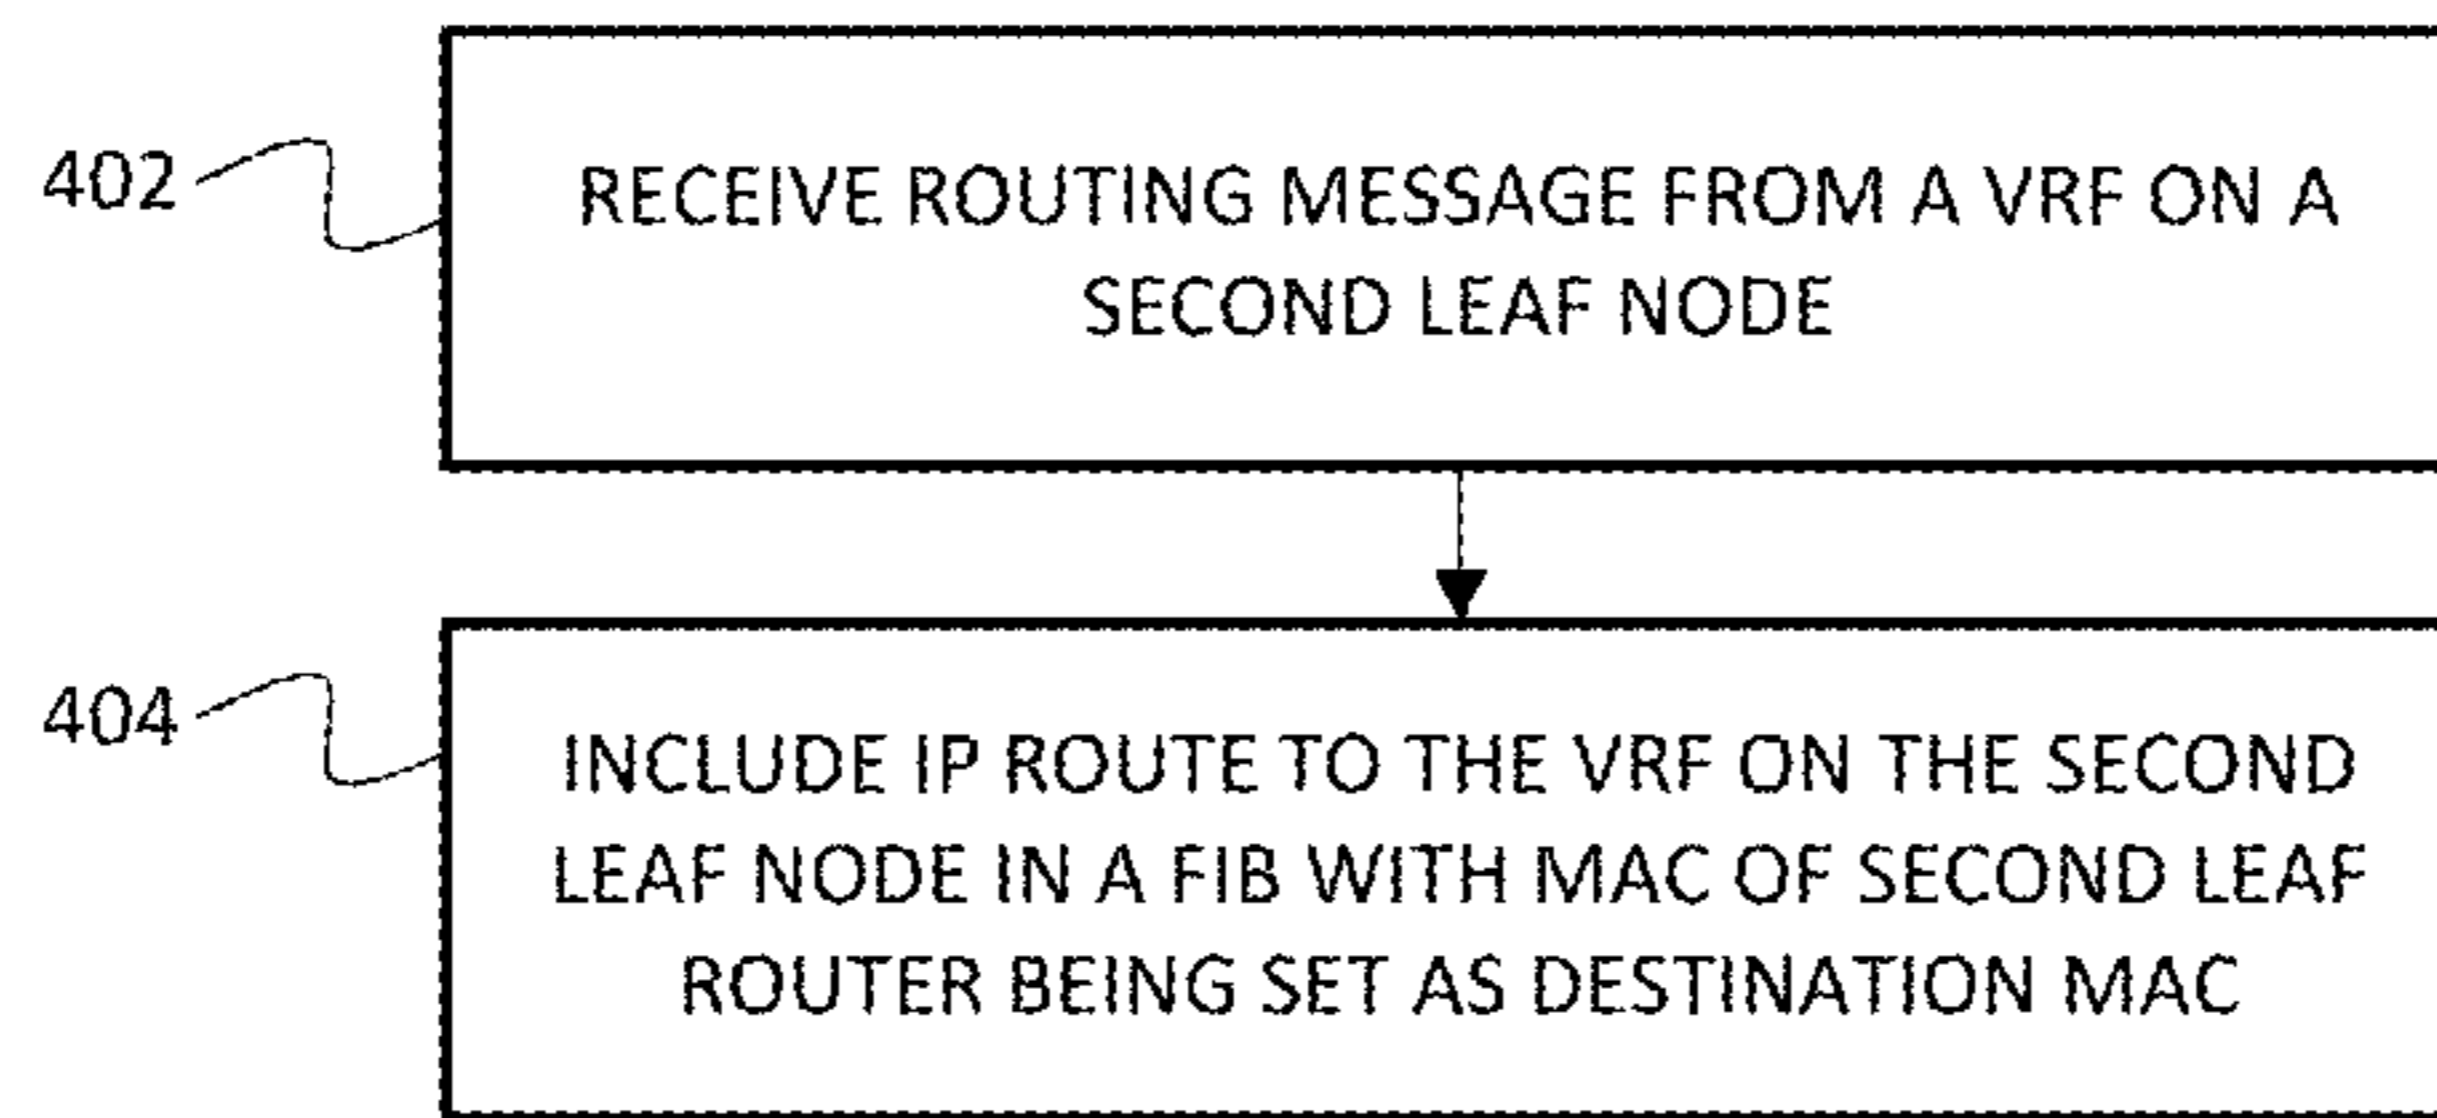 402
RECEIVE ROUTING MESSAGE FROM A VRF ON A
SECOND LEAF NODE
404
INCLUDE IP ROUTE TO THE VRF ON THE SECOND
LEAF NODE IN A FIB WITH MAC OF SECOND LEAF
ROUTER BEING SET AS DESTINATION MAC